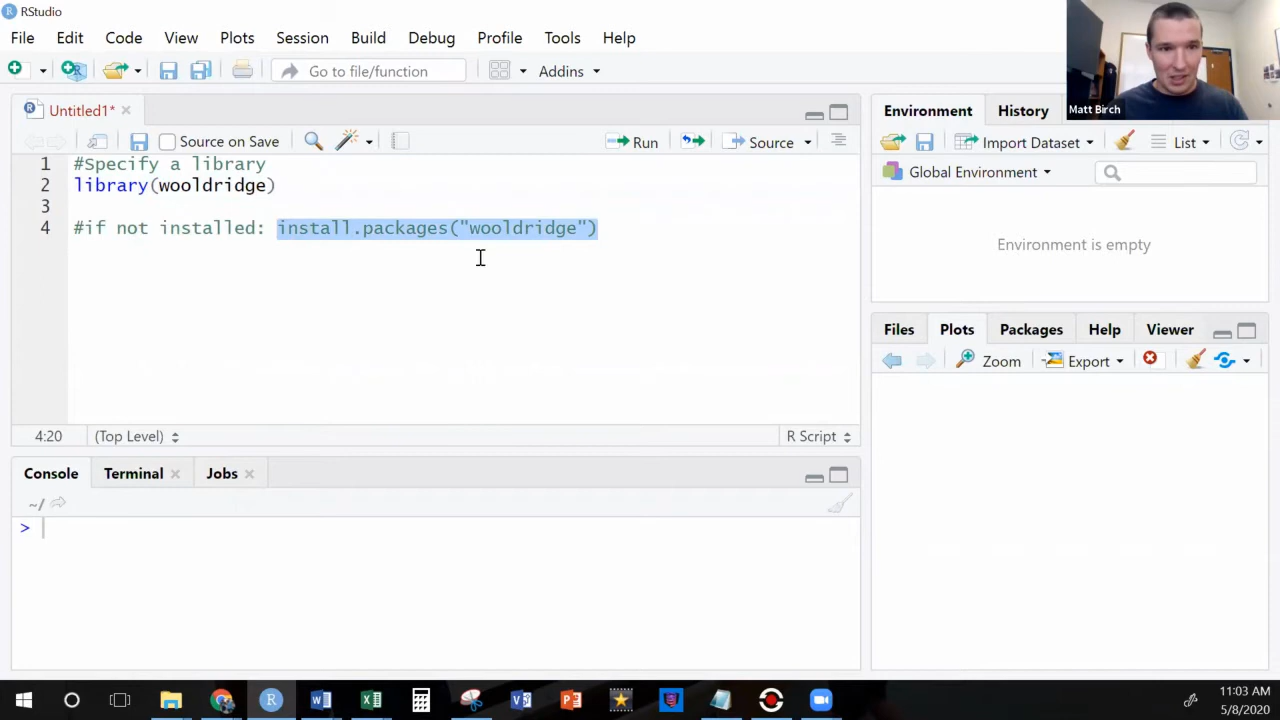 RStudio
File Edit Code View Plots Session Build Debug Profile Tools Help
Go to file/function Addins
Matt Birch
Untitled1*
Source on Save Run Source
1 #Specify a library
2 library(wooldridge)
3
4 #if not installed: install.packages("wooldridge")
4:20 (Top Level) R Script
Console Terminal Jobs
~/
>
Environment History
Import Dataset List
Global Environment
Environment is empty
Files Plots Packages Help Viewer
Zoom Export
11:03 AM
5/8/2020